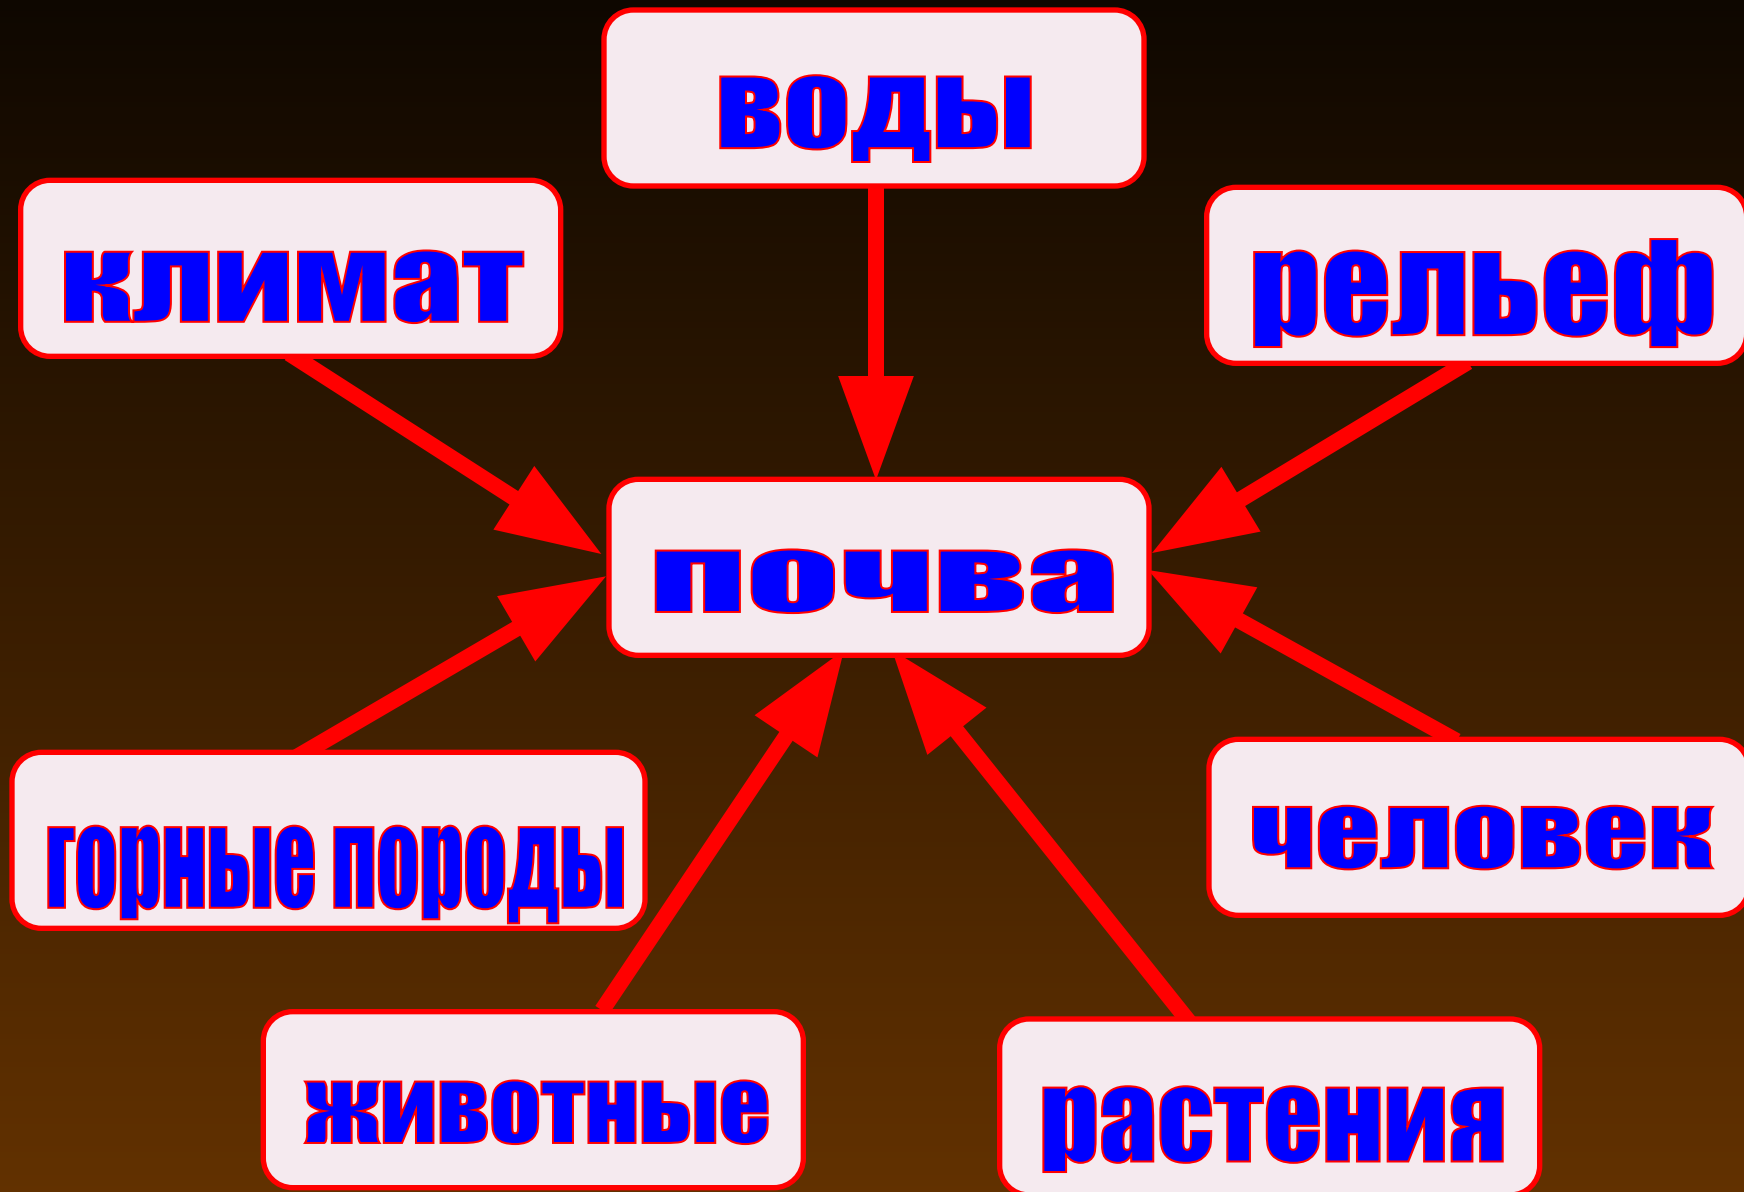 воды
климат
рельеф
почва
горные породы
человек
животные
растения